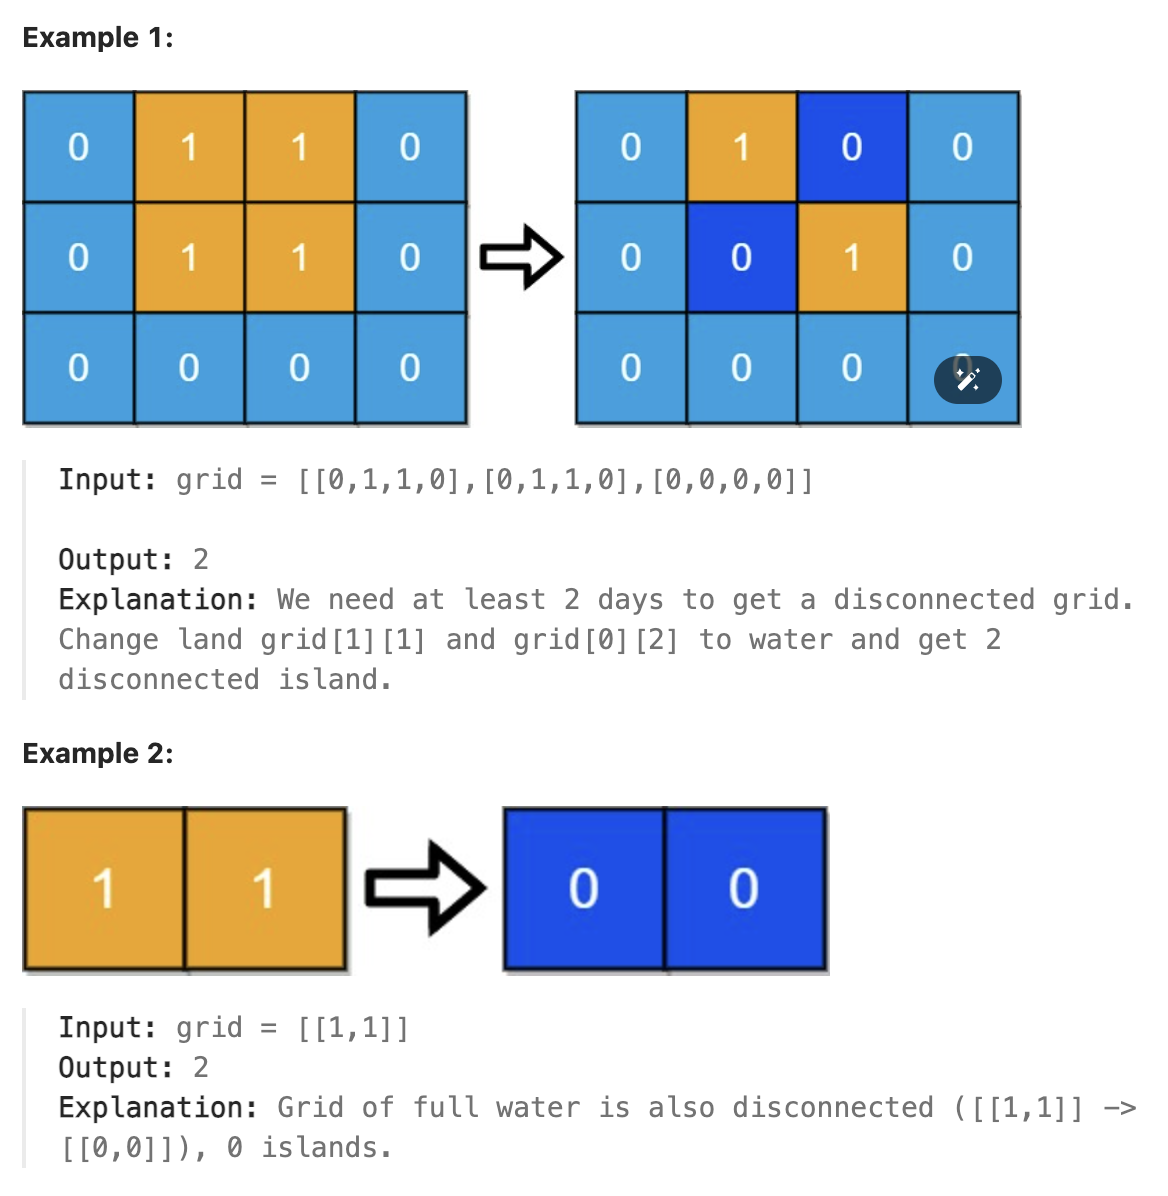 Example 1:
0 1 1 0 0 1 0 0
0 1 1 0 0 0 1 0
0 0 0 0 0 0 0 0
Input: grid = [[0,1,1,0],[0,1,1,0],[0,0,0,0]]
Output: 2
Explanation: We need at least 2 days to get a disconnected grid.
Change land grid[1][1] and grid[0][2] to water and get 2
disconnected island.
Example 2:
1 1 0 0
Input: grid = [[1,1]]
Output: 2
Explanation: Grid of full water is also disconnected ([[1,1]] ->
[[0,0]]), 0 islands.